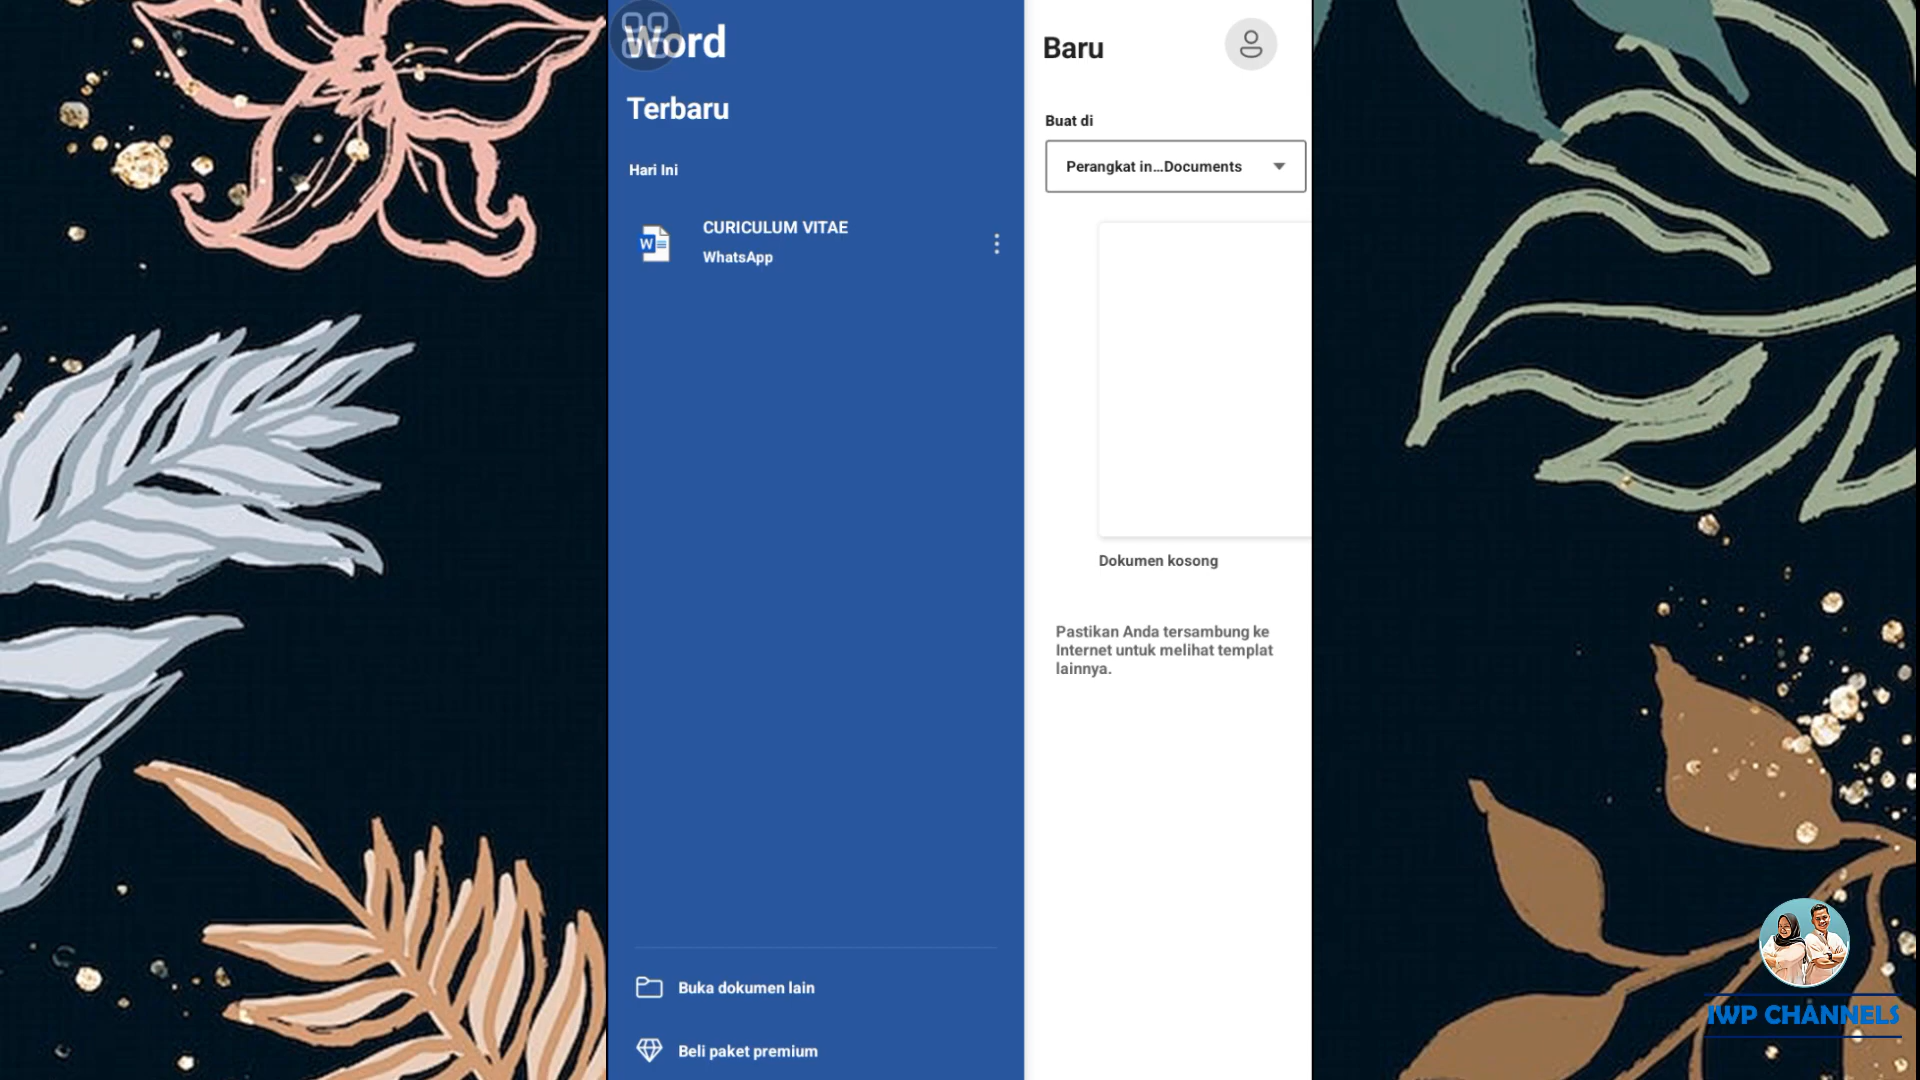 Word
Terbaru
Hari Ini
CURICULUM VITAE
WhatsApp
Buka dokumen lain
Beli paket premium
Baru
Buat di
Perangkat in...Documents
Dokumen kosong
Pastikan Anda tersambung ke
Internet untuk melihat templat
lainnya.
IWP CHANNELS